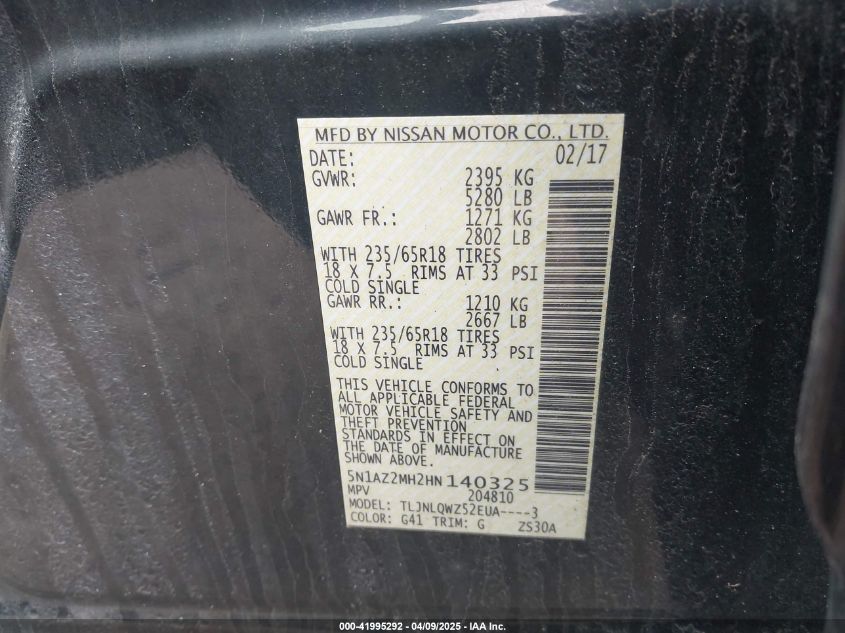 MFD BY NISSAN MOTOR CO., LTD.
DATE: 02/17
GVWR: 2395 KG
5280 LB
GAWR FR.: 1271 KG
2802 LB
WITH 235/65R18 TIRES
18 X 7.5 RIMS AT 33 PSI
COLD SINGLE
GAWR RR.: 1210 KG
2667 LB
WITH 235/65R18 TIRES
18 X 7.5 RIMS AT 33 PSI
COLD SINGLE
THIS VEHICLE CONFORMS TO
ALL APPLICABLE FEDERAL
MOTOR VEHICLE SAFETY AND
THEFT PREVENTION
STANDARDS IN EFFECT ON
THE DATE OF MANUFACTURE
SHOWN ABOVE.
5N1AZ2MH2HN140325
MPV 204810
MODEL: TLJNLQWZ52EUA----3
COLOR: G41 TRIM: G ZS30A
000-41995292 - 04/09/2025 - IAA Inc.